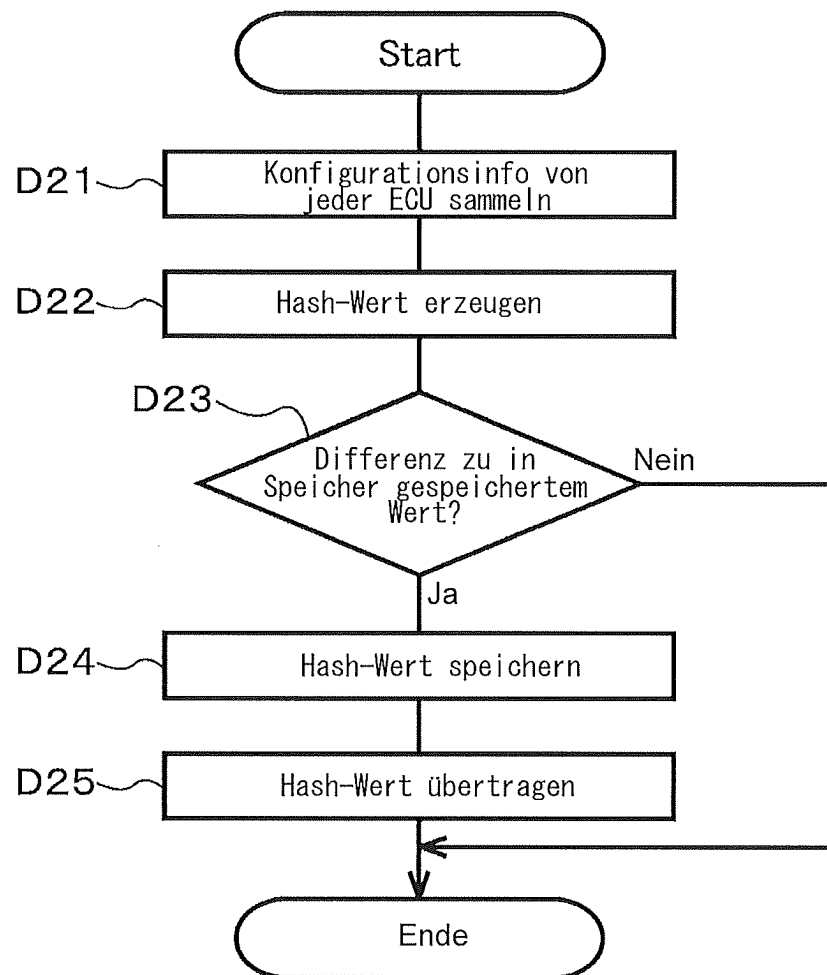 Start
D21
Konfigurationsinfo von
jeder ECU sammeln
D22
Hash-Wert erzeugen
D23
Differenz zu in
Speicher gespeichertem
Wert?
Nein
Ja
D24
Hash-Wert speichern
D25
Hash-Wert übertragen
Ende